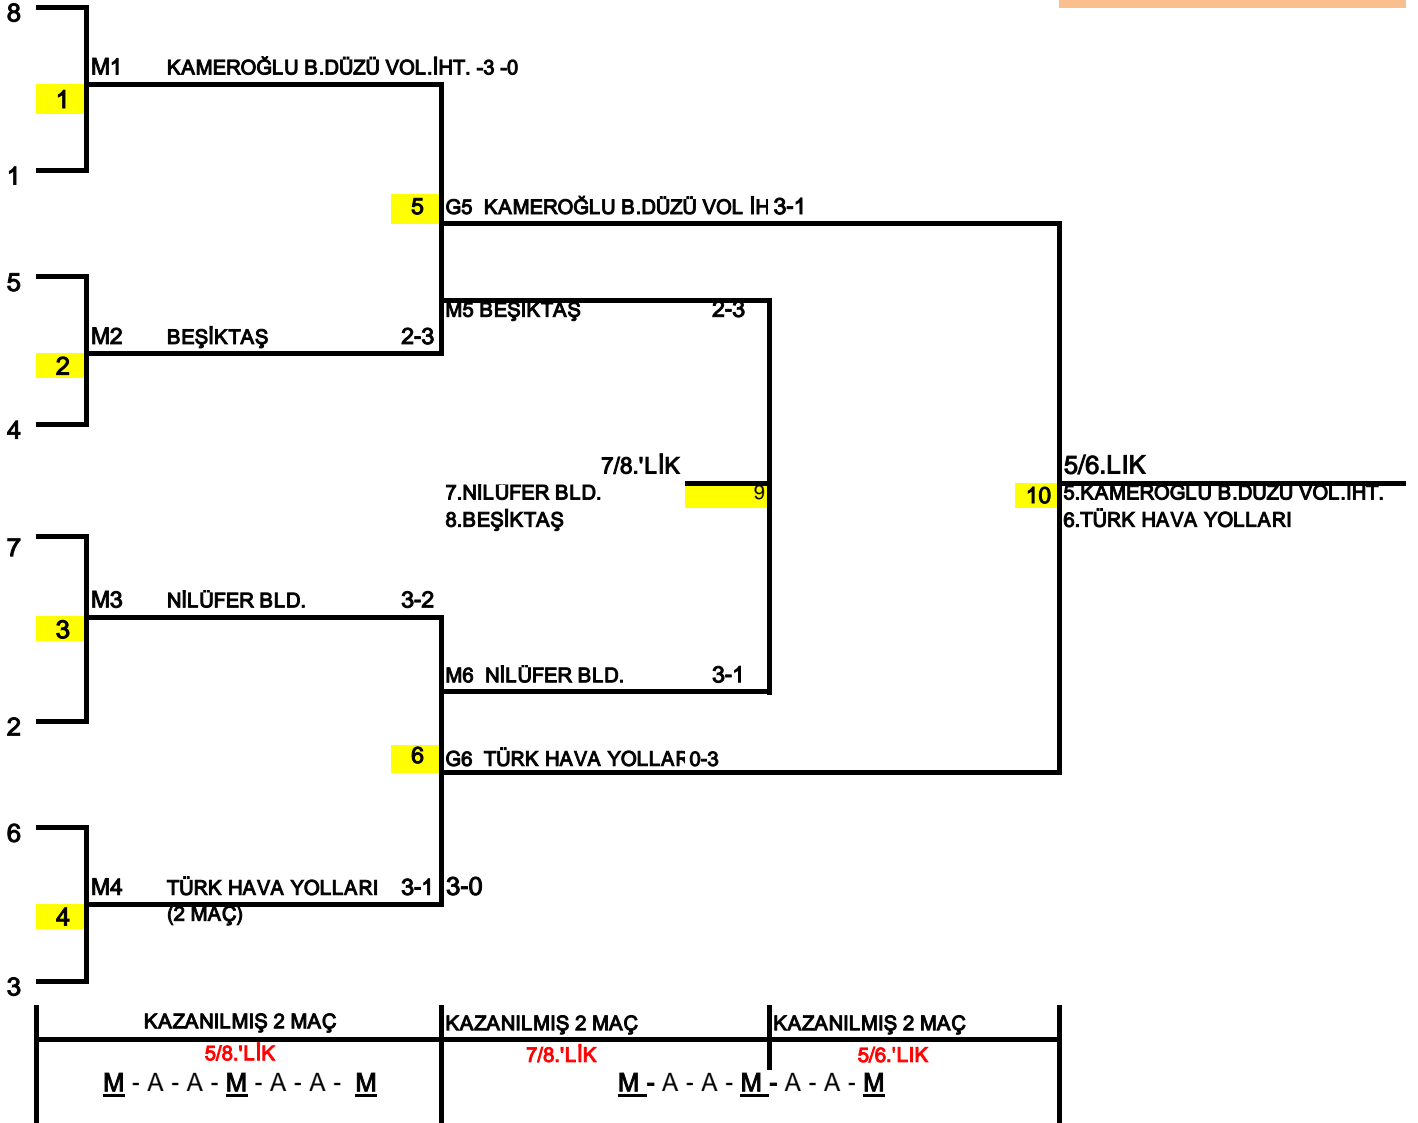 8
M1 KAMEROĞLU B.DÜZÜ VOL.İHT. -3 -0
1
1
5 G5 KAMEROĞLU B.DÜZÜ VOL İH 3-1
5
M5 BEŞİKTAŞ 2-3
M2 BEŞİKTAŞ 2-3
2
4
7/8.'LİK
5/6.LIK
7.NİLÜFER BLD. 9
10 5.KAMEROĞLU B.DÜZÜ VOL.İHT.
8.BEŞİKTAŞ
6.TÜRK HAVA YOLLARI
7
M3 NİLÜFER BLD. 3-2
3
M6 NİLÜFER BLD. 3-1
2
6 G6 TÜRK HAVA YOLLAR 0-3
6
M4 TÜRK HAVA YOLLARI 3-1 3-0
4 (2 MAÇ)
3
KAZANILMIŞ 2 MAÇ KAZANILMIŞ 2 MAÇ KAZANILMIŞ 2 MAÇ
5/8.'LİK 7/8.'LİK 5/6.'LIK
M - A - A - M - A - A - M M - A - A - M - A - A - M